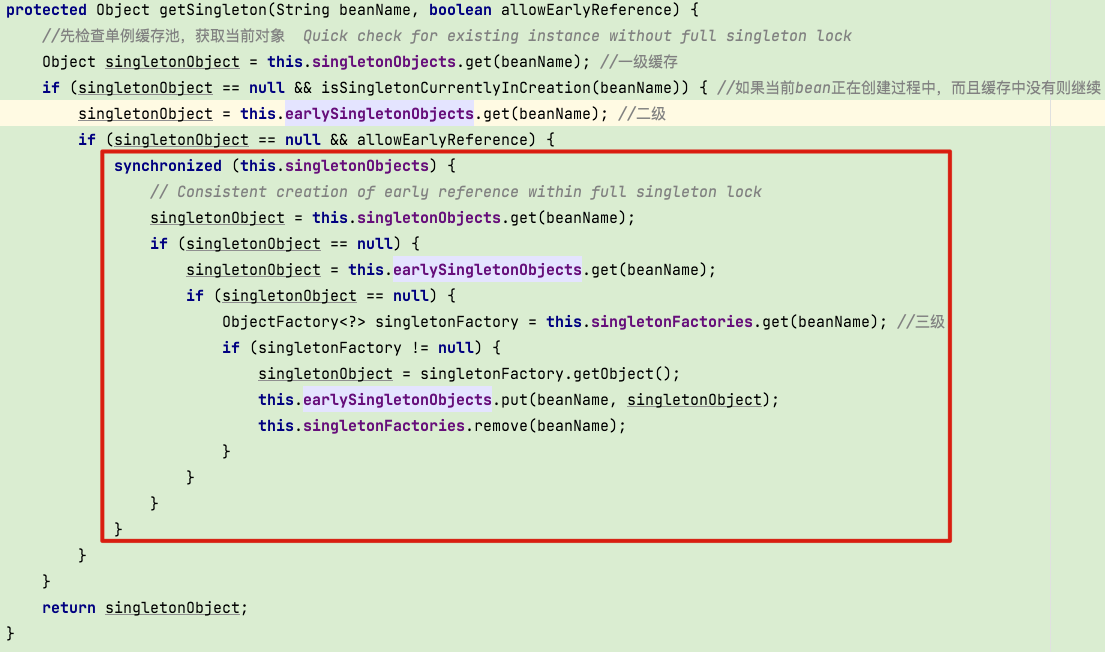 protected Object getSingleton(String beanName, boolean allowEarlyReference) {
//先检查单例缓存池，获取当前对象  Quick check for existing instance without full singleton lock
Object singletonObject = this.singletonObjects.get(beanName); //一级缓存
if (singletonObject == null && isSingletonCurrentlyInCreation(beanName)) { //如果当前bean正在创建过程中，而且缓存中没有则继续
singletonObject = this.earlySingletonObjects.get(beanName); //二级
if (singletonObject == null && allowEarlyReference) {
synchronized (this.singletonObjects) {
// Consistent creation of early reference within full singleton lock
singletonObject = this.singletonObjects.get(beanName);
if (singletonObject == null) {
singletonObject = this.earlySingletonObjects.get(beanName);
if (singletonObject == null) {
ObjectFactory<?> singletonFactory = this.singletonFactories.get(beanName); //三级
if (singletonFactory != null) {
singletonObject = singletonFactory.getObject();
this.earlySingletonObjects.put(beanName, singletonObject);
this.singletonFactories.remove(beanName);
}
}
}
}
}
}
return singletonObject;
}